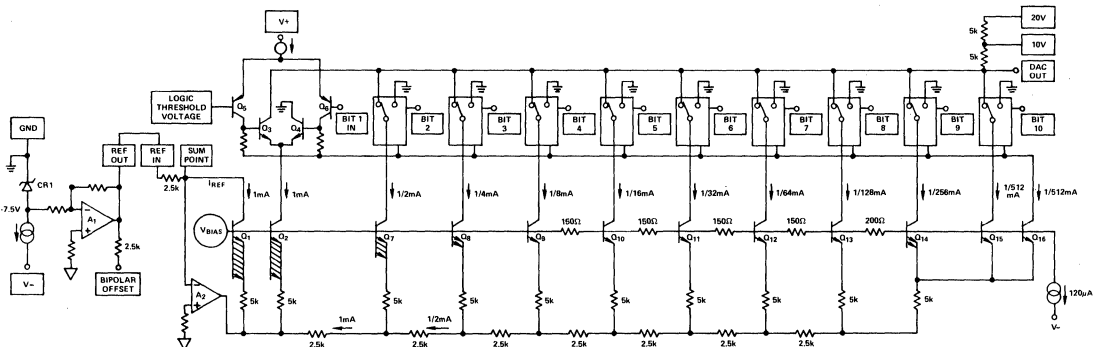 V+
20V
5k
10V
5k
DAC OUT
LOGIC THRESHOLD VOLTAGE
Q5
Q6
Q3
Q4
BIT 1 IN
BIT 2
BIT 3
BIT 4
BIT 5
BIT 6
BIT 7
BIT 8
BIT 9
BIT 10
GND
REF OUT
REF IN
SUM POINT
2.5k
IREF
1mA
1mA
1/2mA
1/4mA
1/8mA
1/16mA
1/32mA
1/64mA
1/128mA
1/256mA
1/512 mA
1/512mA
CR1
-7.5V
A1
VBIAS
150Ω
150Ω
150Ω
150Ω
200Ω
Q1
Q2
Q7
Q8
Q9
Q10
Q11
Q12
Q13
Q14
Q15
Q16
2.5k
V−
BIPOLAR OFFSET
A2
5k
5k
5k
5k
5k
5k
5k
5k
5k
5k
120µA
V−
1mA
1/2mA
2.5k
2.5k
2.5k
2.5k
2.5k
2.5k
2.5k